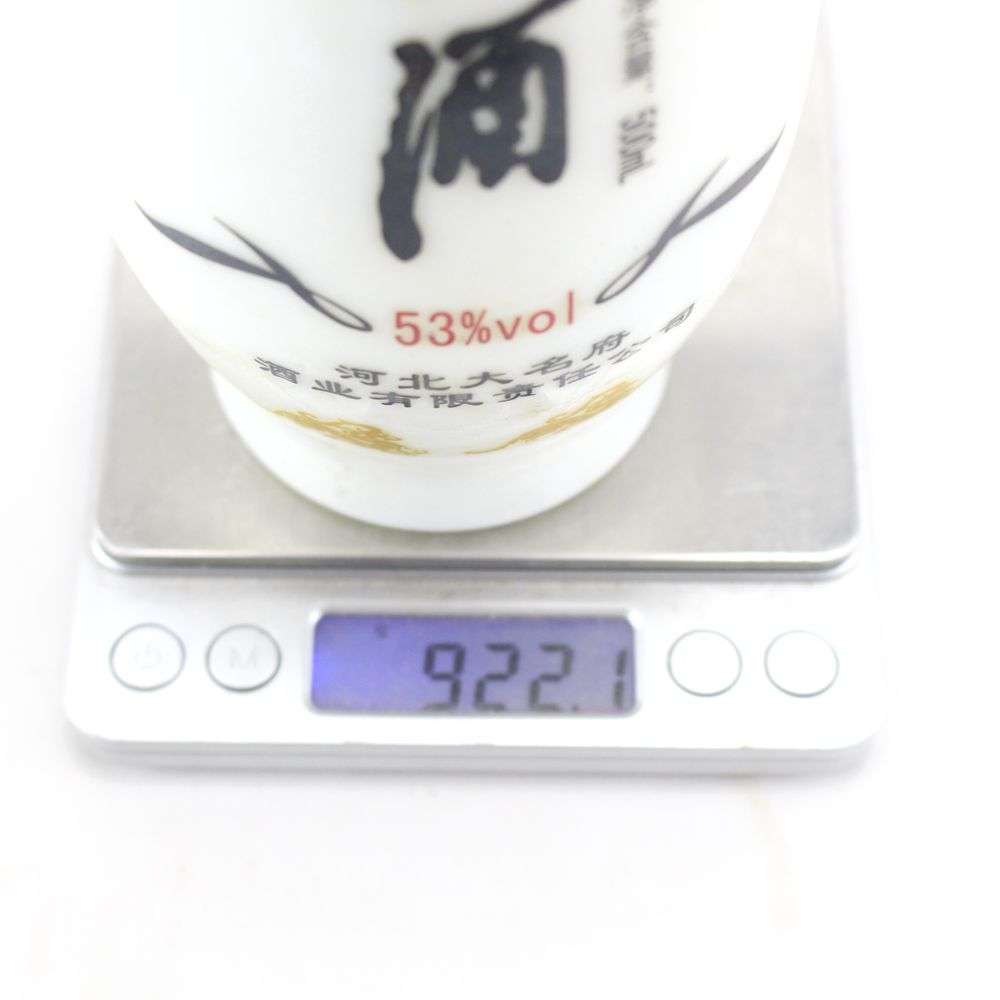 酒
500mL
53%vol
河北大名府
酒业有限责任公司
M
922.1